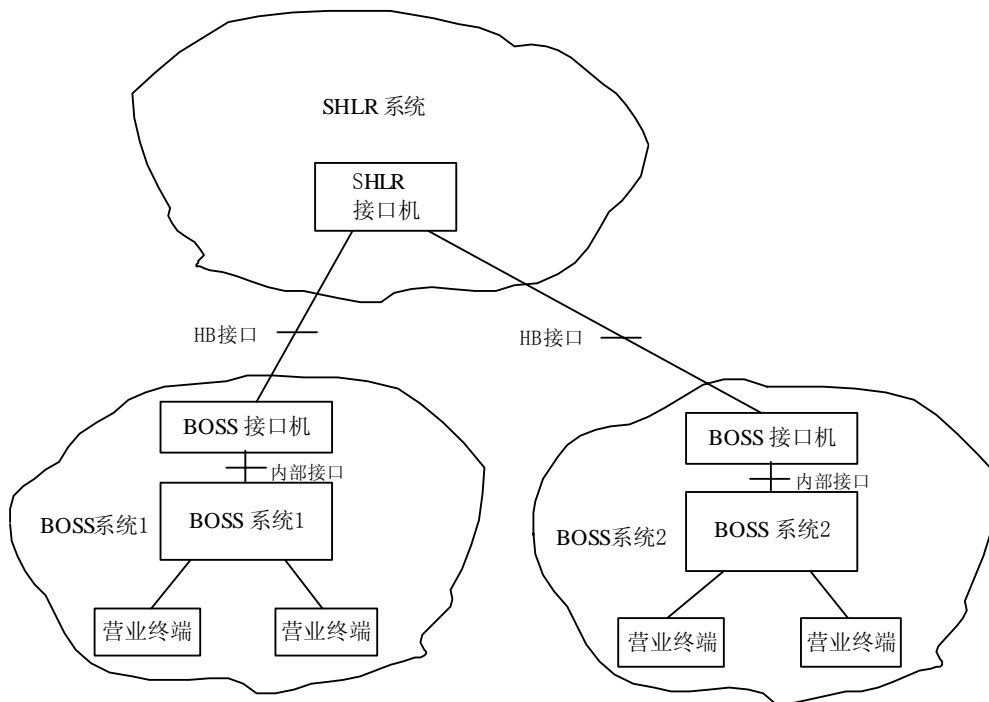 SHLR 系统
SHLR
接口机
HB接口
HB接口
BOSS 接口机
内部接口
BOSS系统1
BOSS 系统1
营业终端
营业终端
BOSS 接口机
内部接口
BOSS系统2
BOSS 系统2
营业终端
营业终端